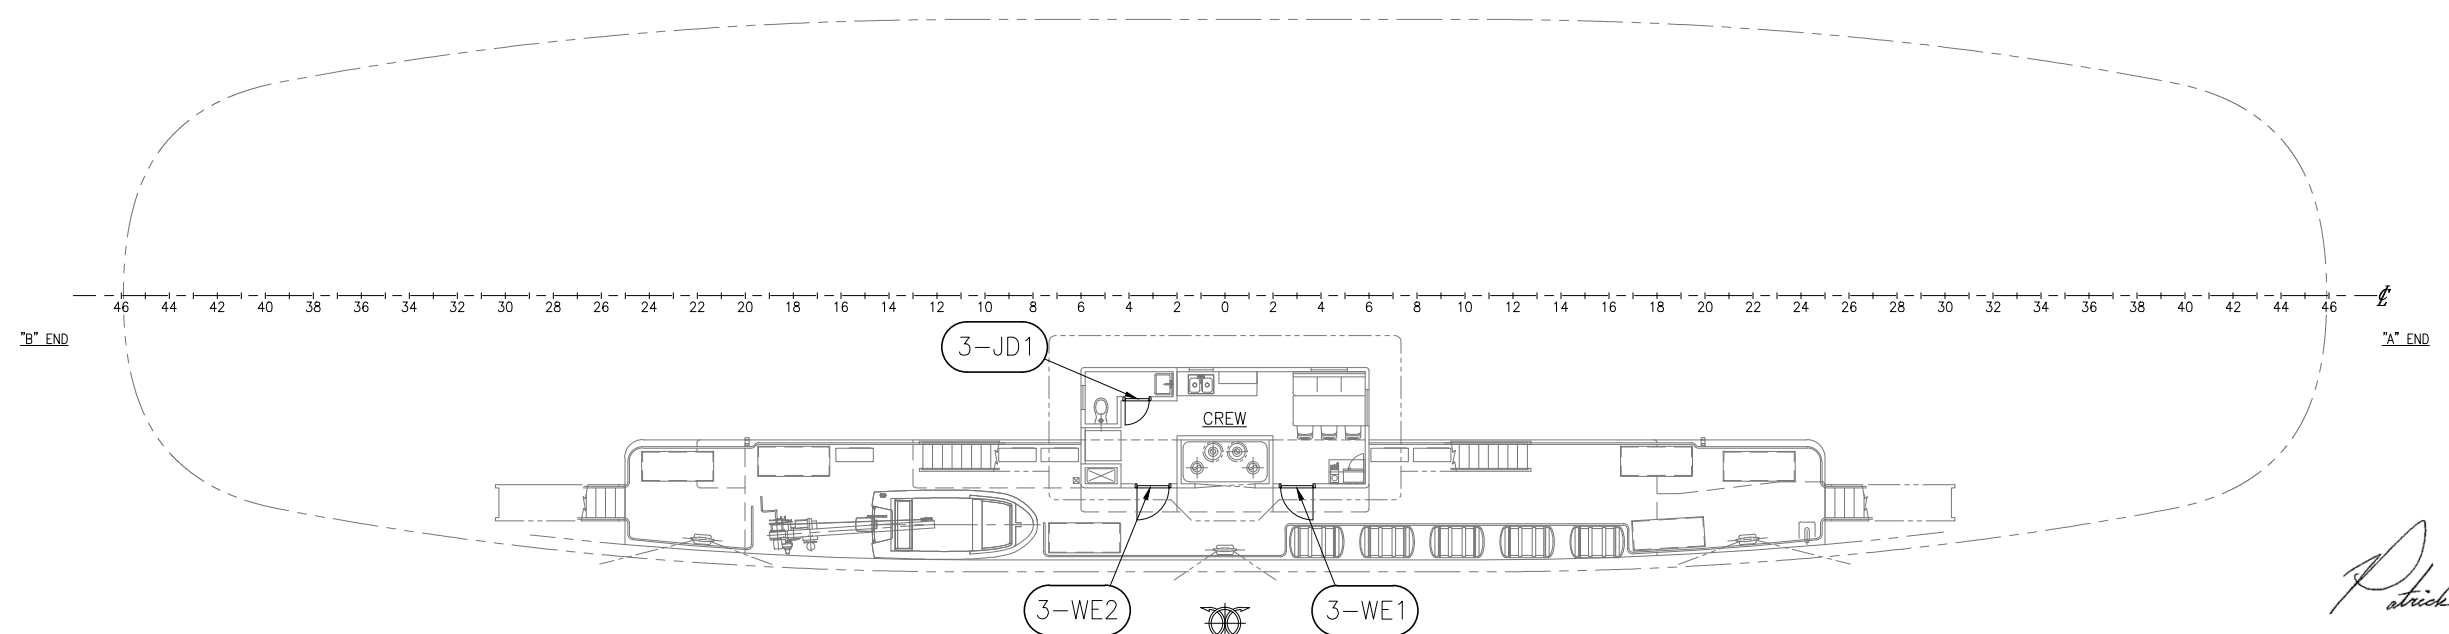 46 44 42 40 38 36 34 32 30 28 26 24 22 20 18 16 14 12 10 8 6 4 2 0 2 4 6 8 10 12 14 16 18 20 22 24 26 28 30 32 34 36 38 40 42 44 46 ℄
"B" END "A" END
3-JD1
CREW
3-WE2 3-WE1
Patrick